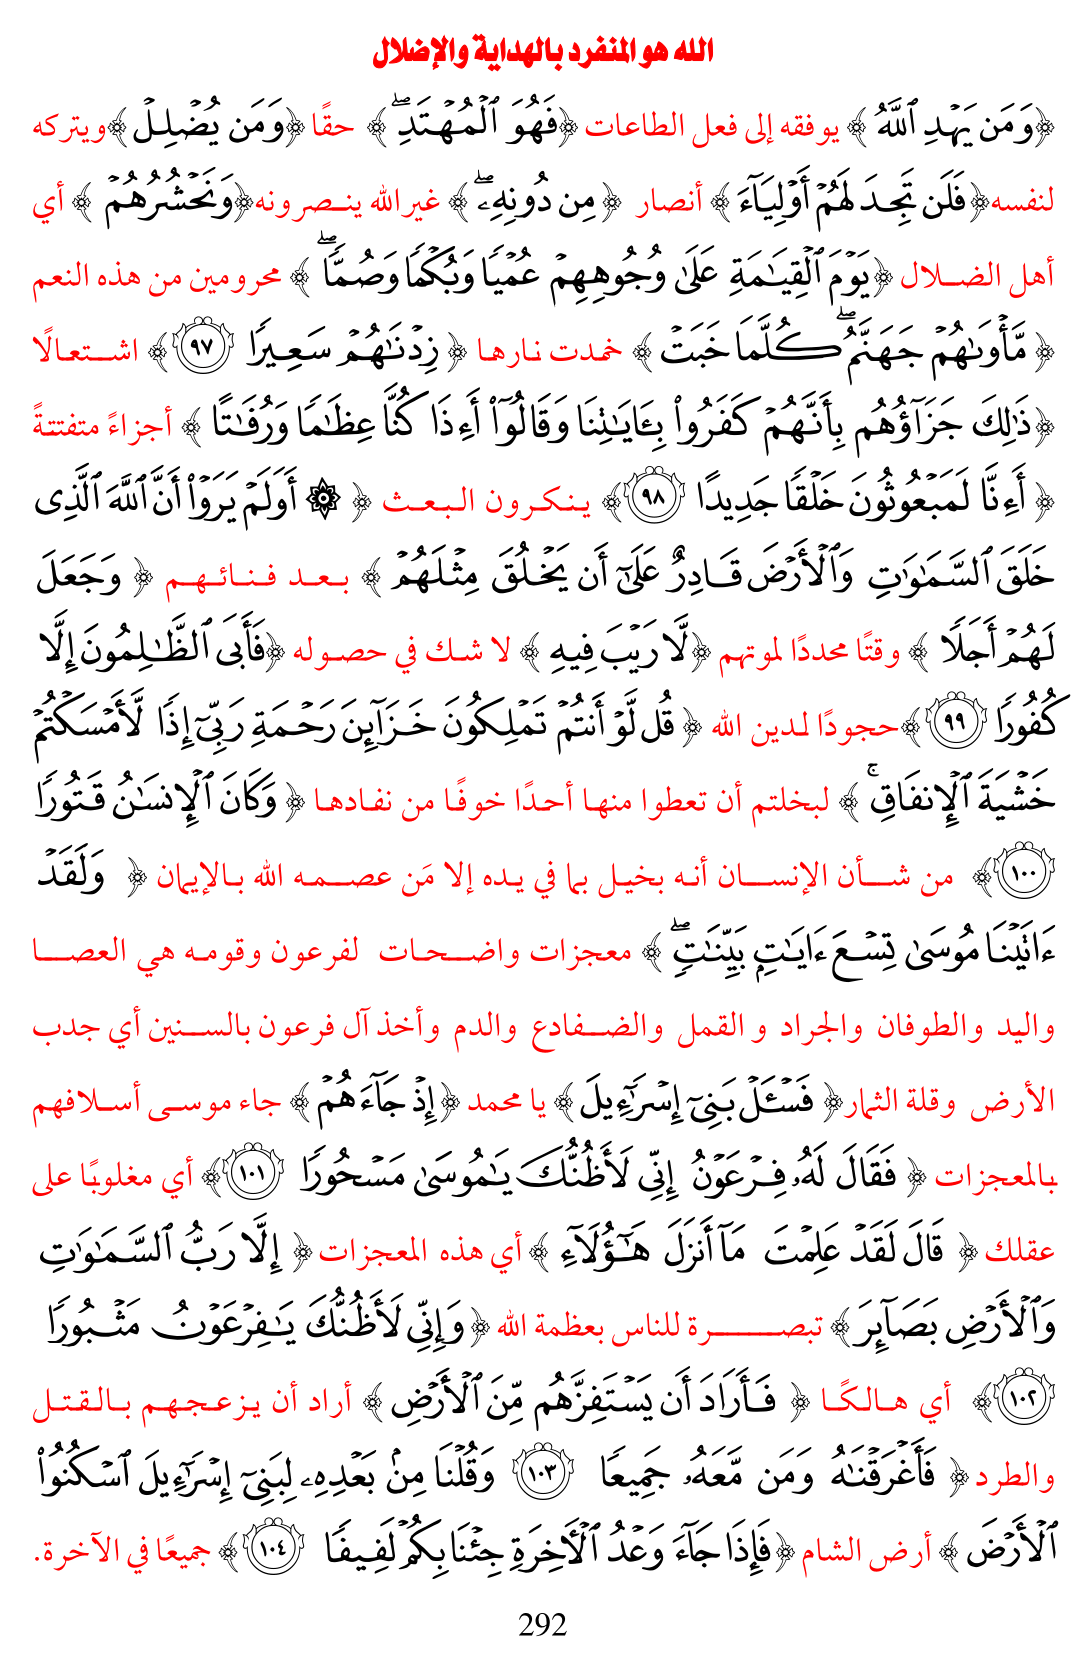 الله هو المنفرد بالهداية والإضلال
﴿وَمَن يَهۡدِ ٱللَّهُ ﴾ يوفقه إلى فعل الطاعات ﴿فَهُوَ ٱلۡمُهۡتَدِۖ ﴾ حقًا ﴿وَمَن يُضۡلِلۡ ﴾ويتركه
لنفسه﴿ فَلَن تَجِدَ لَهُمۡ أَوۡلِيَآءَ ﴾ أنصار ﴿ مِن دُونِهِۦۖ ﴾ غير الله ينصرونه﴿وَنَحۡشُرُهُمۡ ﴾ أي
أهل الضلال ﴿يَوۡمَ ٱلۡقِيَٰمَةِ عَلَىٰ وُجُوهِهِمۡ عُمۡيٗا وَبُكۡمٗا وَصُمّٗاۖ ﴾ محرومين من هذه النعم
﴿ مَّأۡوَىٰهُمۡ جَهَنَّمُۖ كُلَّمَا خَبَتۡ ﴾ خمدت نارها ﴿ زِدۡنَٰهُمۡ سَعِيرٗا ٩٧ ﴾ اشتعالًا
﴿ذَٰلِكَ جَزَآؤُهُم بِأَنَّهُمۡ كَفَرُواْ بِـَٔايَٰتِنَا وَقَالُوٓاْ أَءِذَا كُنَّا عِظَٰمٗا وَرُفَٰتًا ﴾ أجزاءً متفتتةً
﴿ أَءِنَّا لَمَبۡعُوثُونَ خَلۡقٗا جَدِيدٗا ٩٨ ﴾ ينكرون البعث ﴿ ۞ أَوَلَمۡ يَرَوۡاْ أَنَّ ٱللَّهَ ٱلَّذِي
خَلَقَ ٱلسَّمَٰوَٰتِ وَٱلۡأَرۡضَ قَادِرٌ عَلَىٰٓ أَن يَخۡلُقَ مِثۡلَهُمۡ ﴾ بعد فنائهم ﴿ وَجَعَلَ
لَهُمۡ أَجَلٗا ﴾ وقتًا محددًا لموتهم ﴿لَّا رَيۡبَ فِيهِ ﴾ لا شك في حصوله ﴿فَأَبَى ٱلظَّٰلِمُونَ إِلَّا
كُفُورٗا ٩٩ ﴾حجودًا لمدين الله ﴿ قُل لَّوۡ أَنتُمۡ تَمۡلِكُونَ خَزَآئِنَ رَحۡمَةِ رَبِّيٓ إِذٗا لَّأَمۡسَكۡتُمۡ
خَشۡيَةَ ٱلۡإِنفَاقِۚ ﴾ لبخلتم أن تعطوا منها أحدًا خوفًا من نفادها ﴿ وَكَانَ ٱلۡإِنسَٰنُ قَتُورٗا
١٠٠ ﴾ من شأن الإنسان أنه بخيل بما في يده إلا مَن عصمه الله بالإيمان ﴿ وَلَقَدۡ
ءَاتَيۡنَا مُوسَىٰ تِسۡعَ ءَايَٰتِۭ بَيِّنَٰتٖۖ ﴾ معجزات واضحات لفرعون وقومه هي العصا
واليد والطوفان والجراد و القمل والضفادع والدم وأخذ آل فرعون بالسنين أي جدب
الأرض وقلة الثمار﴿ فَسۡـَٔلۡ بَنِيٓ إِسۡرَٰٓءِيلَ ﴾ يا محمد ﴿إِذۡ جَآءَهُمۡ ﴾ جاء موسى أسلافهم
بالمعجزات ﴿ فَقَالَ لَهُۥ فِرۡعَوۡنُ إِنِّي لَأَظُنُّكَ يَٰمُوسَىٰ مَسۡحُورٗا ١٠١ ﴾ أي مغلوبًا على
عقلك ﴿ قَالَ لَقَدۡ عَلِمۡتَ مَآ أَنزَلَ هَٰٓؤُلَآءِ ﴾ أي هذه المعجزات ﴿ إِلَّا رَبُّ ٱلسَّمَٰوَٰتِ
وَٱلۡأَرۡضِ بَصَآئِرَ ﴾ تبصرة للناس بعظمة الله ﴿وَإِنِّي لَأَظُنُّكَ يَٰفِرۡعَوۡنُ مَثۡبُورٗا
١٠٢ ﴾ أي هالكًا ﴿ فَأَرَادَ أَن يَسۡتَفِزَّهُم مِّنَ ٱلۡأَرۡضِ ﴾ أراد أن يزعجهم بالقتل
والطرد ﴿ فَأَغۡرَقۡنَٰهُ وَمَن مَّعَهُۥ جَمِيعٗا ١٠٣ وَقُلۡنَا مِنۢ بَعۡدِهِۦ لِبَنِيٓ إِسۡرَٰٓءِيلَ ٱسۡكُنُواْ
ٱلۡأَرۡضَ ﴾ أرض الشام ﴿فَإِذَا جَآءَ وَعۡدُ ٱلۡأٓخِرَةِ جِئۡنَا بِكُمۡ لَفِيفٗا ١٠٤ ﴾ جميعًا في الآخرة.
292